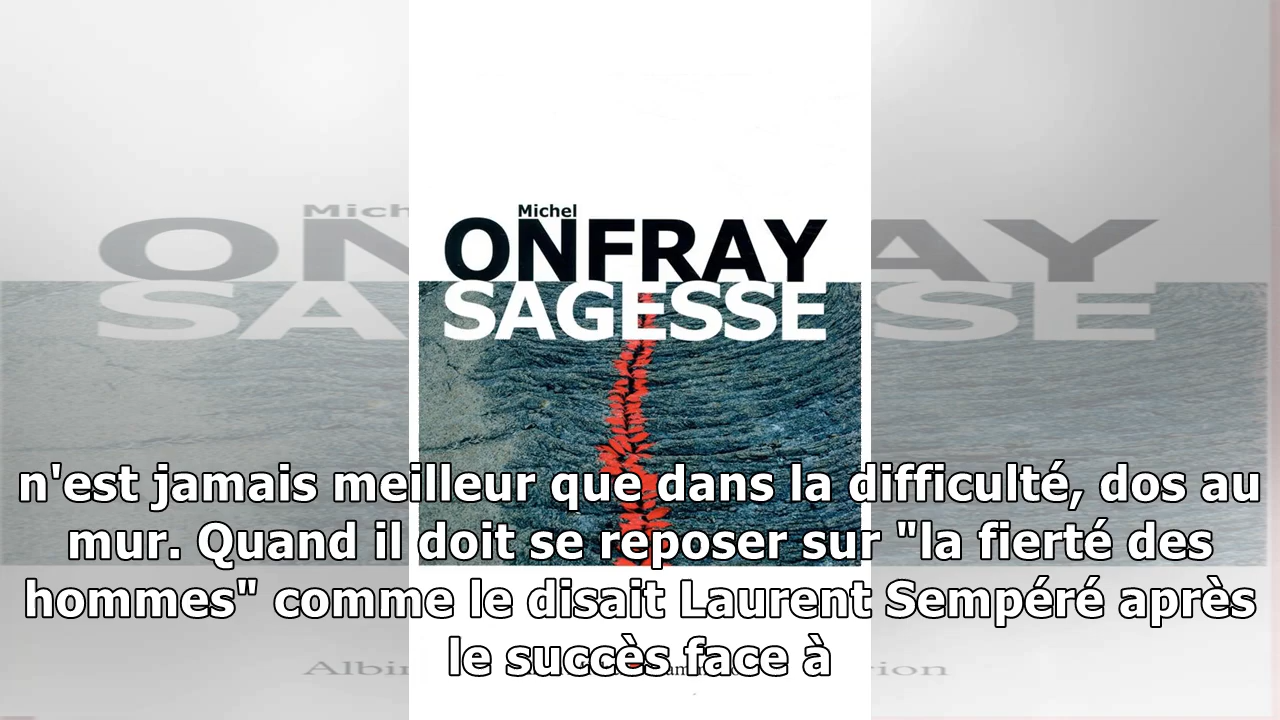 Michel
ONFRAY
SAGESSE
n'est jamais meilleur que dans la difficulté, dos au
mur. Quand il doit se reposer sur "la fierté des
hommes" comme le disait Laurent Sempéré après
le succès face à